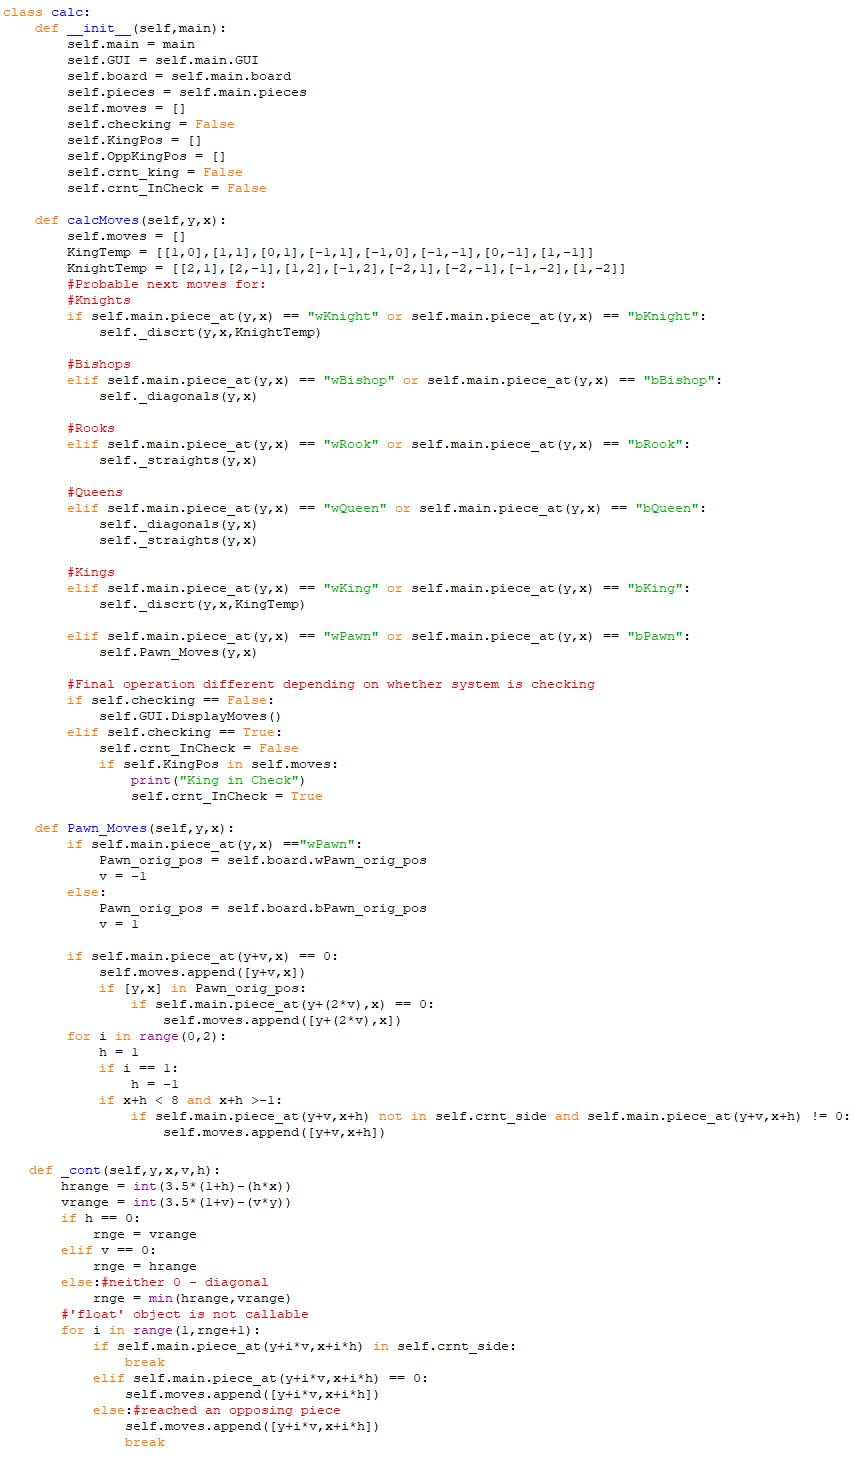 class calc:
    def __init__(self,main):
        self.main = main
        self.GUI = self.main.GUI
        self.board = self.main.board
        self.pieces = self.main.pieces
        self.moves = []
        self.checking = False
        self.KingPos = []
        self.OppKingPos = []
        self.crnt_king = False
        self.crnt_InCheck = False

    def calcMoves(self,y,x):
        self.moves = []
        KingTemp = [[1,0],[1,1],[0,1],[-1,1],[-1,0],[-1,-1],[0,-1],[1,-1]]
        KnightTemp = [[2,1],[2,-1],[1,2],[-1,2],[-2,1],[-2,-1],[-1,-2],[1,-2]]
        #Probable next moves for:
        #Knights
        if self.main.piece_at(y,x) == "wKnight" or self.main.piece_at(y,x) == "bKnight":
            self._discrt(y,x,KnightTemp)

        #Bishops
        elif self.main.piece_at(y,x) == "wBishop" or self.main.piece_at(y,x) == "bBishop":
            self._diagonals(y,x)

        #Rooks
        elif self.main.piece_at(y,x) == "wRook" or self.main.piece_at(y,x) == "bRook":
            self._straights(y,x)

        #Queens
        elif self.main.piece_at(y,x) == "wQueen" or self.main.piece_at(y,x) == "bQueen":
            self._diagonals(y,x)
            self._straights(y,x)

        #Kings
        elif self.main.piece_at(y,x) == "wKing" or self.main.piece_at(y,x) == "bKing":
            self._discrt(y,x,KingTemp)

        elif self.main.piece_at(y,x) == "wPawn" or self.main.piece_at(y,x) == "bPawn":
            self.Pawn_Moves(y,x)

        #Final operation different depending on whether system is checking
        if self.checking == False:
            self.GUI.DisplayMoves()
        elif self.checking == True:
            self.crnt_InCheck = False
            if self.KingPos in self.moves:
                print("King in Check")
                self.crnt_InCheck = True

    def Pawn_Moves(self,y,x):
        if self.main.piece_at(y,x) =="wPawn":
            Pawn_orig_pos = self.board.wPawn_orig_pos
            v = -1
        else:
            Pawn_orig_pos = self.board.bPawn_orig_pos
            v = 1

        if self.main.piece_at(y+v,x) == 0:
            self.moves.append([y+v,x])
            if [y,x] in Pawn_orig_pos:
                if self.main.piece_at(y+(2*v),x) == 0:
                    self.moves.append([y+(2*v),x])
        for i in range(0,2):
            h = 1
            if i == 1:
                h = -1
            if x+h < 8 and x+h >-1:
                if self.main.piece_at(y+v,x+h) not in self.crnt_side and self.main.piece_at(y+v,x+h) != 0:
                    self.moves.append([y+v,x+h])

    def _cont(self,y,x,v,h):
        hrange = int(3.5*(1+h)-(h*x))
        vrange = int(3.5*(1+v)-(v*y))
        if h == 0:
            rnge = vrange
        elif v == 0:
            rnge = hrange
        else:#neither 0 - diagonal
            rnge = min(hrange,vrange)
        #'float' object is not callable
        for i in range(1,rnge+1):
            if self.main.piece_at(y+i*v,x+i*h) in self.crnt_side:
                break
            elif self.main.piece_at(y+i*v,x+i*h) == 0:
                self.moves.append([y+i*v,x+i*h])
            else:#reached an opposing piece
                self.moves.append([y+i*v,x+i*h])
                break